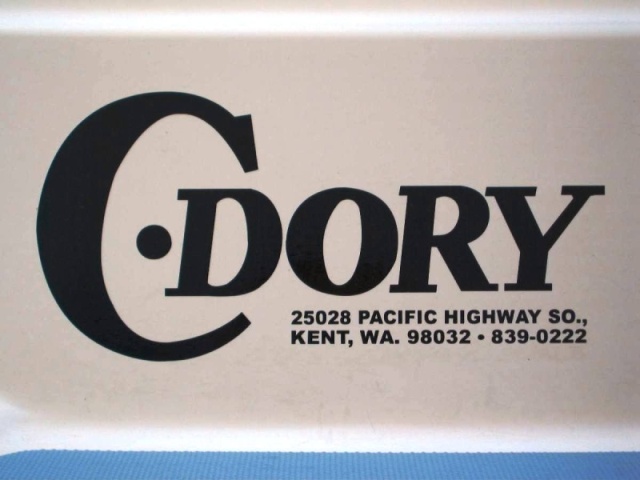 C•DORY
25028 PACIFIC HIGHWAY SO.,
KENT, WA. 98032 • 839-0222